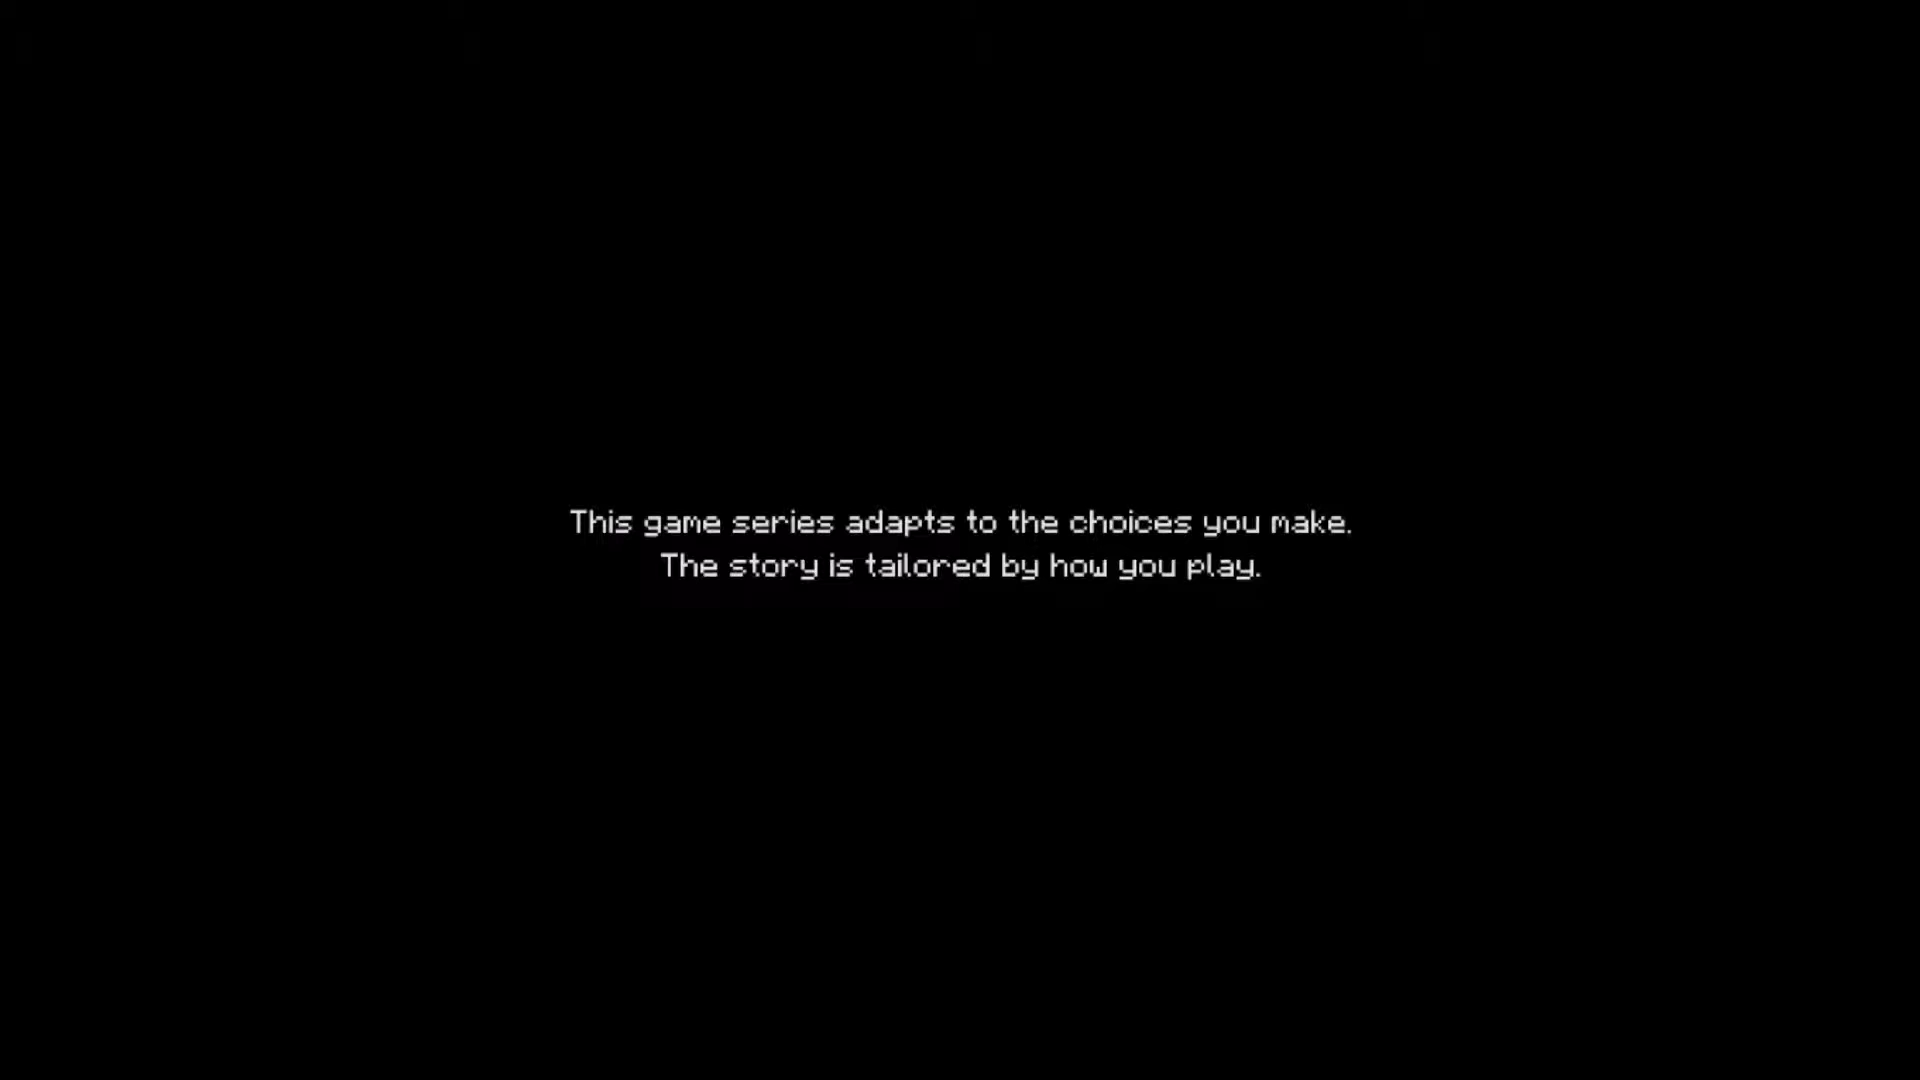 This game series adapts to the choices you make.
The story is tailored by how you play.